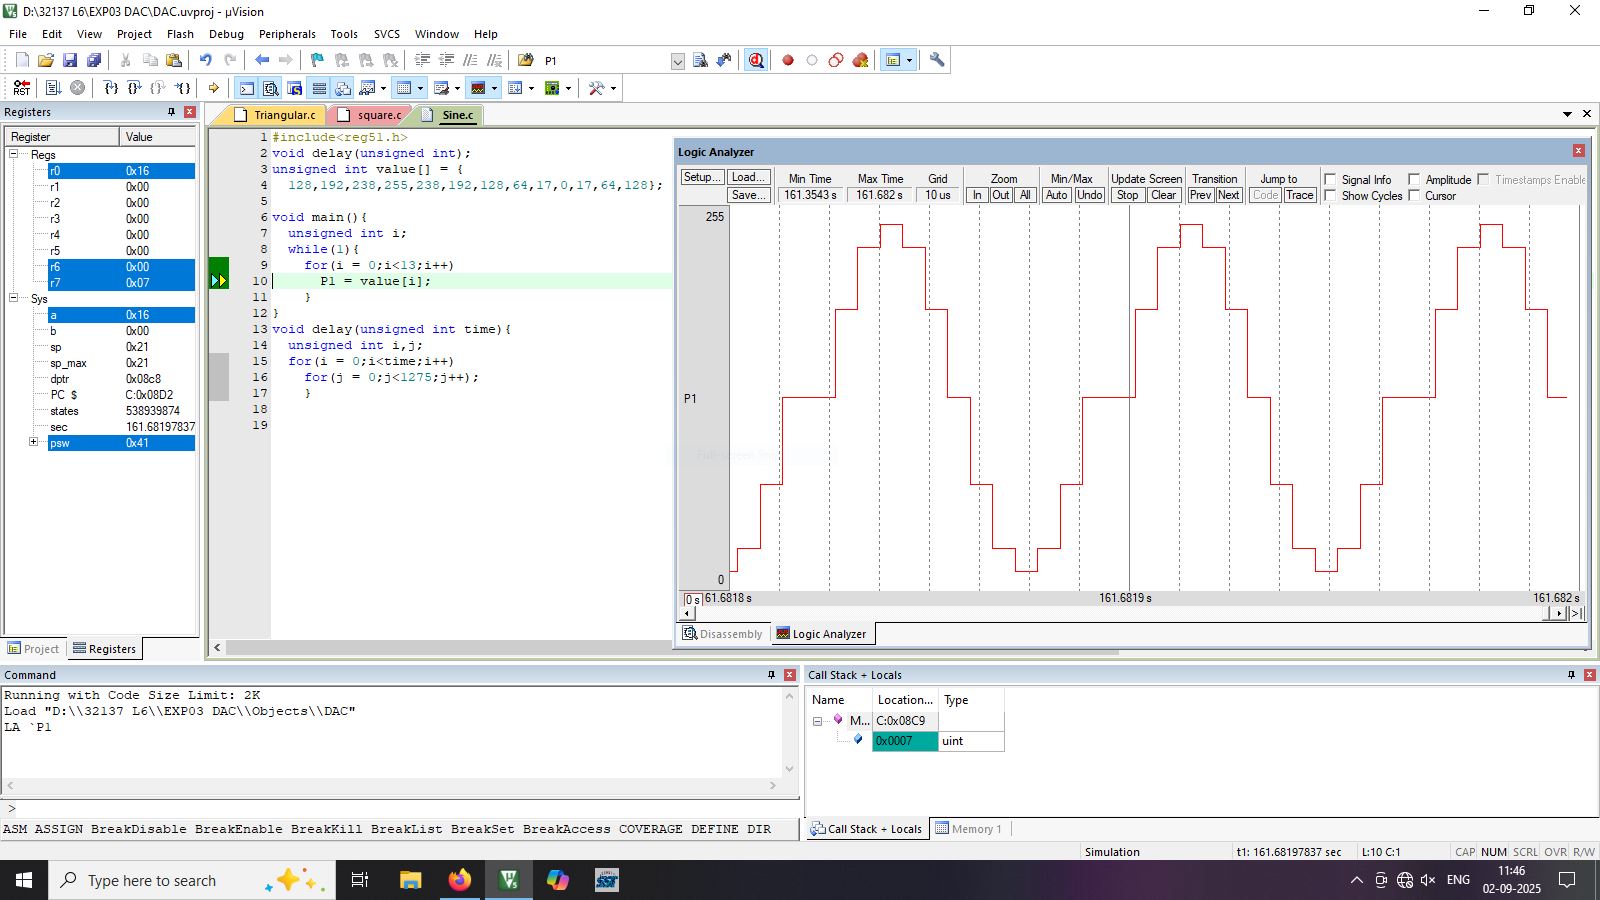 D:\32137 L6\EXP03 DAC\DAC.uvproj - µVision
File Edit View Project Flash Debug Peripherals Tools SVCS Window Help
P1
RST
Registers
Register Value
Regs
r0 0x16
r1 0x00
r2 0x00
r3 0x00
r4 0x00
r5 0x00
r6 0x00
r7 0x07
Sys
a 0x16
b 0x00
sp 0x21
sp_max 0x21
dptr 0x08c8
PC $ C:0x08D2
states 538939874
sec 161.68197837
psw 0x41
Project Registers
Triangular.c square.c Sine.c
1 #include<reg51.h>
2 void delay(unsigned int);
3 unsigned int value[] = {
4 128,192,238,255,238,192,128,64,17,0,17,64,128};
5
6 void main(){
7 unsigned int i;
8 while(1){
9 for(i = 0;i<13;i++)
10 P1 = value[i];
11 }
12 }
13 void delay(unsigned int time){
14 unsigned int i,j;
15 for(i = 0;i<time;i++)
16 for(j = 0;j<1275;j++);
17 }
18
19
Logic Analyzer
Setup... Load... Min Time Max Time Grid Zoom Min/Max Update Screen Transition Jump to Signal Info Amplitude Timestamps Enable
Save... 161.3543 s 161.682 s 10 us In Out All Auto Undo Stop Clear Prev Next Code Trace Show Cycles Cursor
255
P1
0
0 s 61.6818 s 161.6819 s 161.682 s
Disassembly Logic Analyzer
Command
Running with Code Size Limit: 2K
Load "D:\\32137 L6\\EXP03 DAC\\Objects\\DAC"
LA `P1
>
ASM ASSIGN BreakDisable BreakEnable BreakKill BreakList BreakSet BreakAccess COVERAGE DEFINE DIR
Call Stack + Locals
Name Location... Type
M... C:0x08C9
0x0007 uint
Call Stack + Locals Memory 1
Simulation t1: 161.68197837 sec L:10 C:1 CAP NUM SCRL OVR R/W
Type here to search
ENG
11:46
02-09-2025